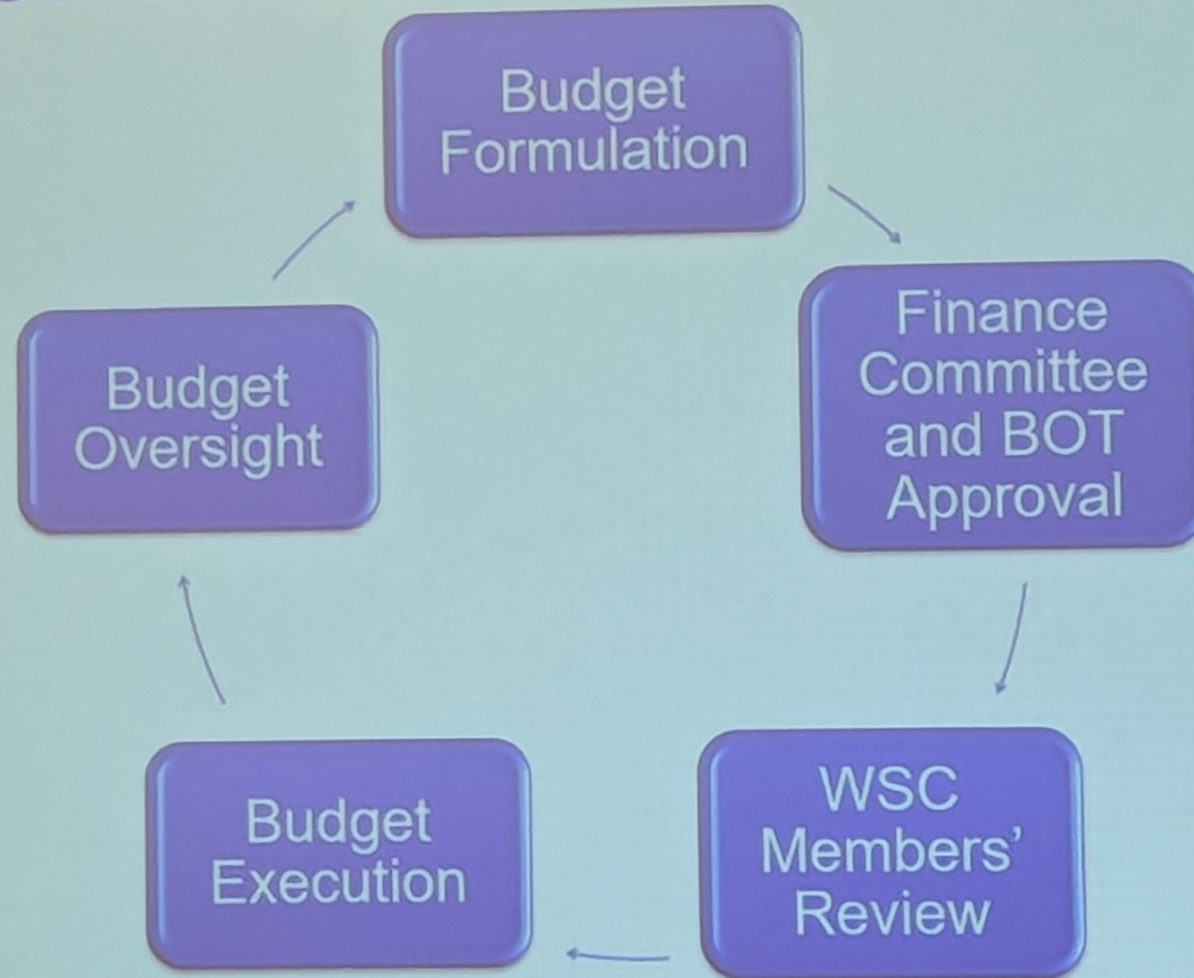 Budget
Formulation
Finance
Committee
and BOT
Approval
WSC
Members’
Review
Budget
Execution
Budget
Oversight